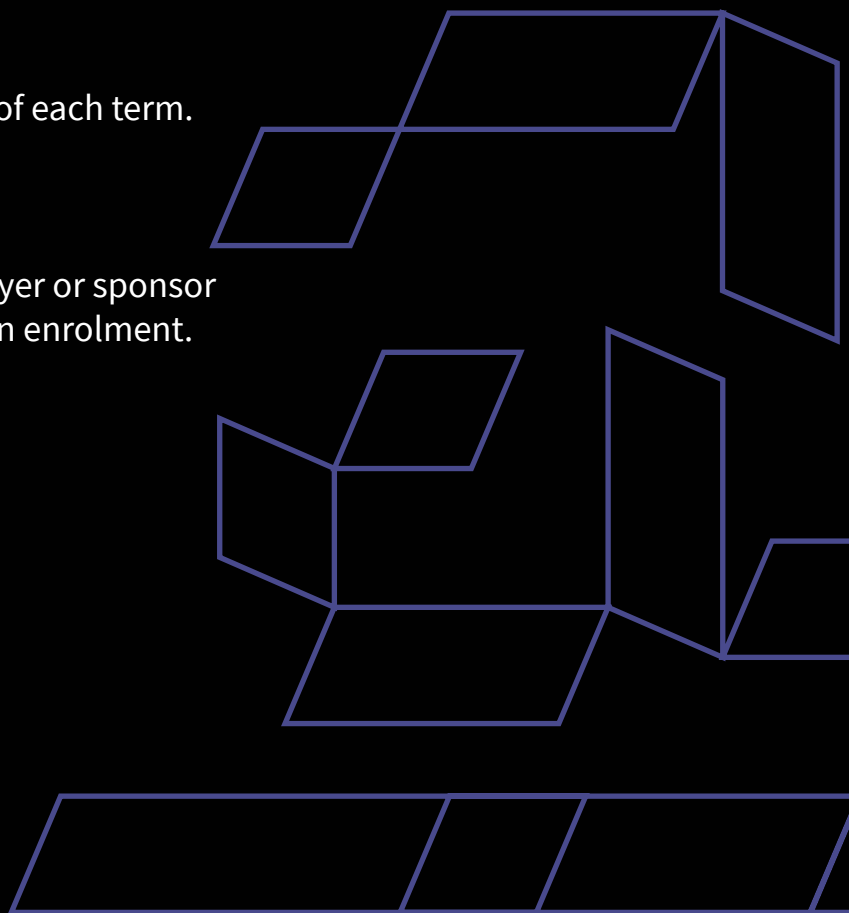 of each term.
yer or sponsor
n enrolment.